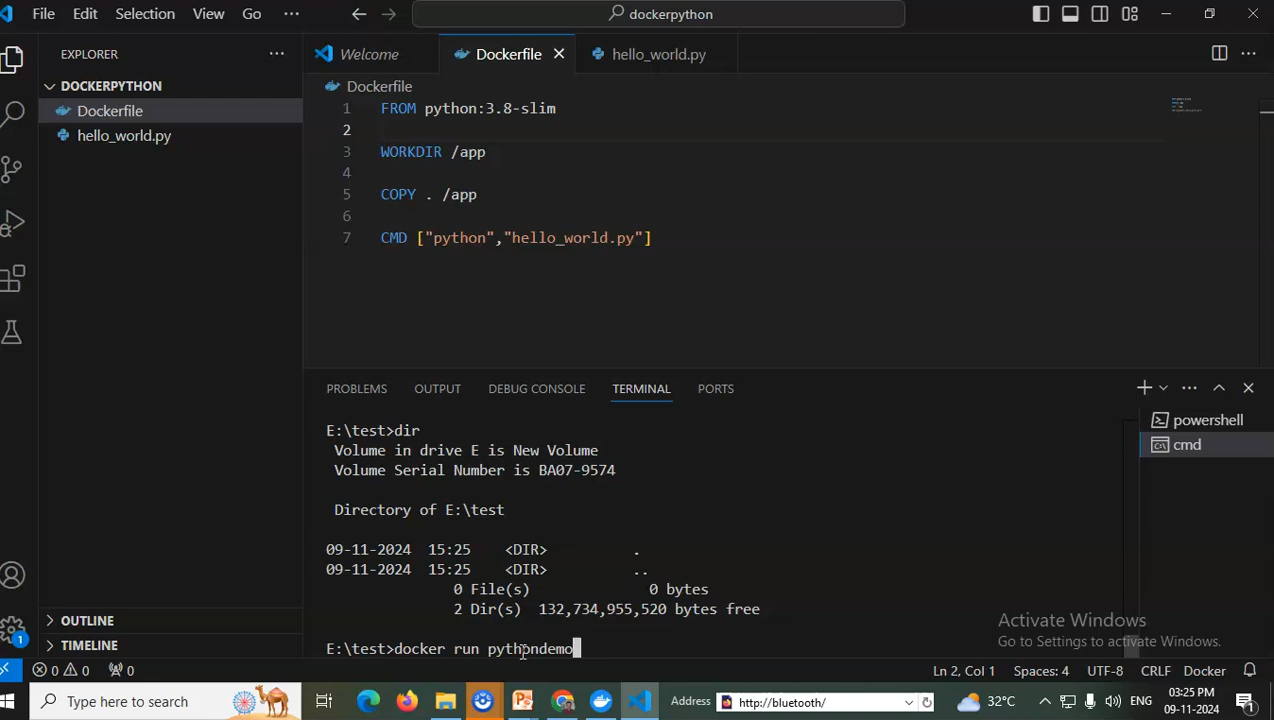 File Edit Selection View Go ··· dockerpython
EXPLORER ···
DOCKERPYTHON
Dockerfile
hello_world.py
OUTLINE
TIMELINE
Welcome Dockerfile hello_world.py
Dockerfile
1 FROM python:3.8-slim
2
3 WORKDIR /app
4
5 COPY . /app
6
7 CMD ["python","hello_world.py"]
PROBLEMS OUTPUT DEBUG CONSOLE TERMINAL PORTS
powershell
cmd
E:\test>dir
Volume in drive E is New Volume
Volume Serial Number is BA07-9574
Directory of E:\test
09-11-2024 15:25 <DIR> .
09-11-2024 15:25 <DIR> ..
0 File(s) 0 bytes
2 Dir(s) 132,734,955,520 bytes free
E:\test>docker run pythondemo
Activate Windows
Go to Settings to activate Windows.
1
0 0 0 Ln 2, Col 1 Spaces: 4 UTF-8 CRLF Docker
Type here to search Address http://bluetooth/ 32°C ENG 03:25 PM
09-11-2024 1